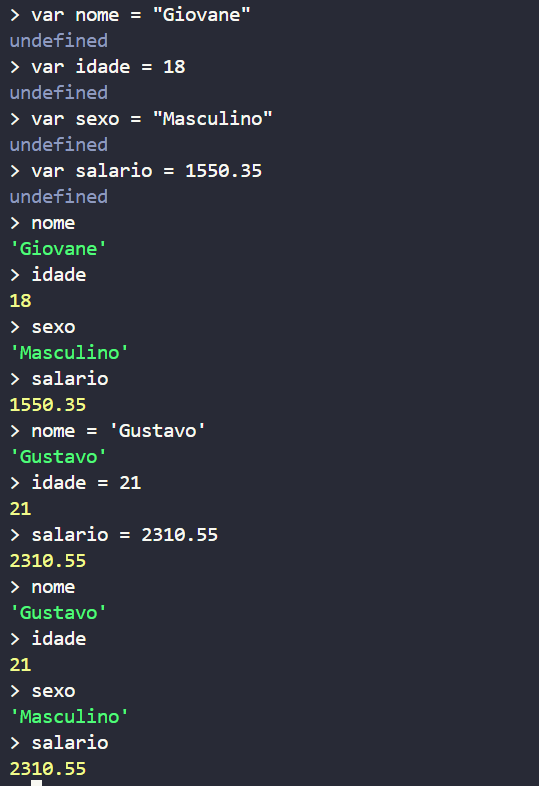 > var nome = "Giovane"
undefined
> var idade = 18
undefined
> var sexo = "Masculino"
undefined
> var salario = 1550.35
undefined
> nome
'Giovane'
> idade
18
> sexo
'Masculino'
> salario
1550.35
> nome = 'Gustavo'
'Gustavo'
> idade = 21
21
> salario = 2310.55
2310.55
> nome
'Gustavo'
> idade
21
> sexo
'Masculino'
> salario
2310.55